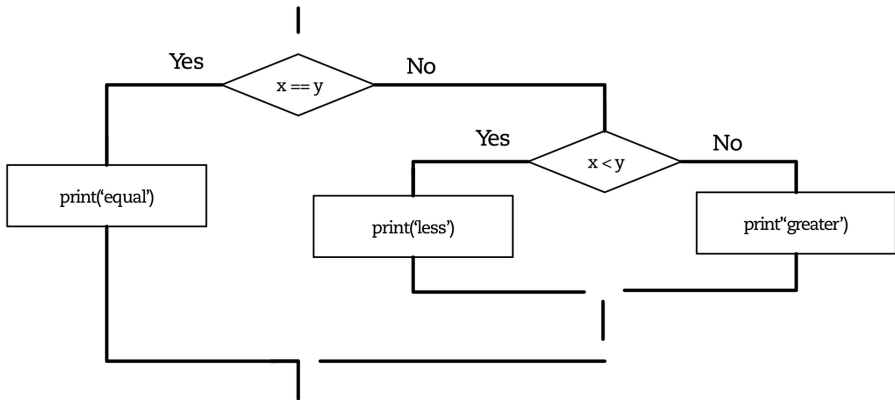 Yes
No
x == y
Yes
No
x < y
print(‘equal’)
print(‘less’)
print“greater’)